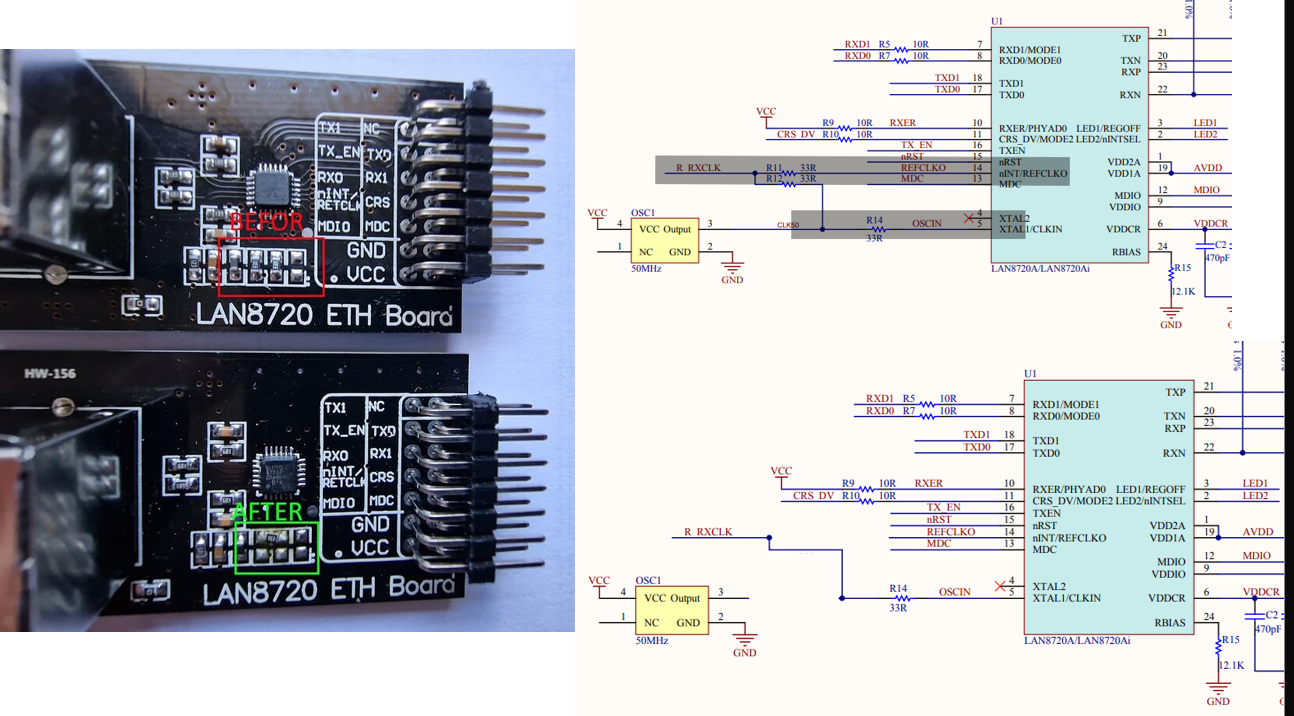 TX1 NC
TX_EN TXD
RX0 RX1
nINT/
RETCLK CRS
MDIO MDC
GND
VCC
BEFOR
LAN8720 ETH Board
HW-156
TX1 NC
TX_EN TXD
RX0 RX1
nINT/
RETCLK CRS
MDIO MDC
GND
VCC
AFTER
LAN8720 ETH Board
U1
1.0%
RXD1 R5 10R 7 RXD1/MODE1 TXP 21
RXD0 R7 10R 8 RXD0/MODE0 TXN 20
RXP 23
TXD1 18 TXD1
TXD0 17 TXD0 RXN 22
VCC
R9 10R RXER 10 RXER/PHYAD0 LED1/REGOFF 3 LED1
CRS_DV R10 10R 11 CRS_DV/MODE2 LED2/nINTSEL 2 LED2
TX_EN 16 TXEN
nRST 15 nRST VDD2A 1
R_RXCLK R11 33R REFCLKO 14 nINT/REFCLKO VDD1A 19 AVDD
R12 33R MDC 13 MDC
MDIO 12 MDIO
VDDIO 9
VCC OSC1
4 VCC Output 3 CLK50 R14 33R OSCIN
4 XTAL2
5 XTAL1/CLKIN VDDCR 6 VDDCR
1 NC GND 2 RBIAS 24
C2
470pF
50MHz
GND
LAN8720A/LAN8720Ai
R15
12.1K
GND
U1
1.0%
RXD1 R5 10R 7 RXD1/MODE1 TXP 21
RXD0 R7 10R 8 RXD0/MODE0 TXN 20
RXP 23
TXD1 18 TXD1
TXD0 17 TXD0 RXN 22
VCC
R9 10R RXER 10 RXER/PHYAD0 LED1/REGOFF 3 LED1
CRS_DV R10 10R 11 CRS_DV/MODE2 LED2/nINTSEL 2 LED2
TX_EN 16 TXEN
nRST 15 nRST VDD2A 1
R_RXCLK REFCLKO 14 nINT/REFCLKO VDD1A 19 AVDD
MDC 13 MDC
MDIO 12 MDIO
VDDIO 9
VCC OSC1
4 VCC Output 3 R14 33R OSCIN
4 XTAL2
5 XTAL1/CLKIN VDDCR 6 VDDCR
1 NC GND 2 RBIAS 24
C2
470pF
50MHz
GND
LAN8720A/LAN8720Ai
R15
12.1K
GND